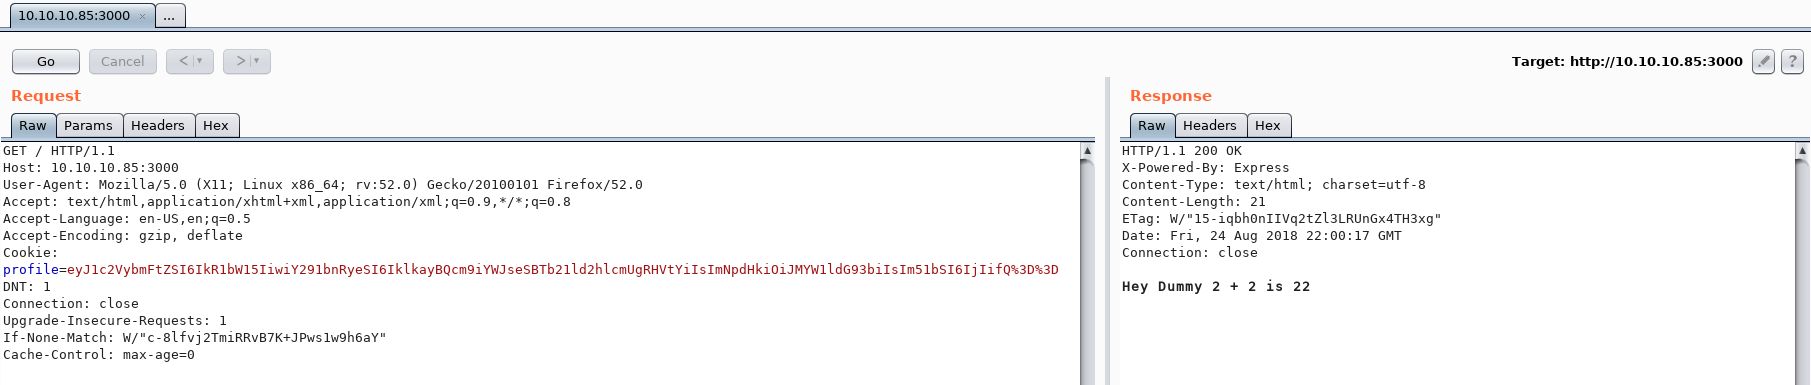 10.10.10.85:3000 × ...
Go Cancel < > Target: http://10.10.10.85:3000 ?
Request
Raw Params Headers Hex
GET / HTTP/1.1
Host: 10.10.10.85:3000
User-Agent: Mozilla/5.0 (X11; Linux x86_64; rv:52.0) Gecko/20100101 Firefox/52.0
Accept: text/html,application/xhtml+xml,application/xml;q=0.9,*/*;q=0.8
Accept-Language: en-US,en;q=0.5
Accept-Encoding: gzip, deflate
Cookie:
profile=eyJ1c2VybmFtZSI6IkR1bW15IiwiY291bnRyeSI6IklkayBQcm9iYWJseSBTb21ld2hlcmUgRHVtYiIsImNpdHkiOiJMYW1ldG93biIsIm51bSI6IjIifQ%3D%3D
DNT: 1
Connection: close
Upgrade-Insecure-Requests: 1
If-None-Match: W/"c-8lfvj2TmiRRvB7K+JPws1w9h6aY"
Cache-Control: max-age=0
Response
Raw Headers Hex
HTTP/1.1 200 OK
X-Powered-By: Express
Content-Type: text/html; charset=utf-8
Content-Length: 21
ETag: W/"15-iqbh0nIIVq2tZl3LRUnGx4TH3xg"
Date: Fri, 24 Aug 2018 22:00:17 GMT
Connection: close
Hey Dummy 2 + 2 is 22